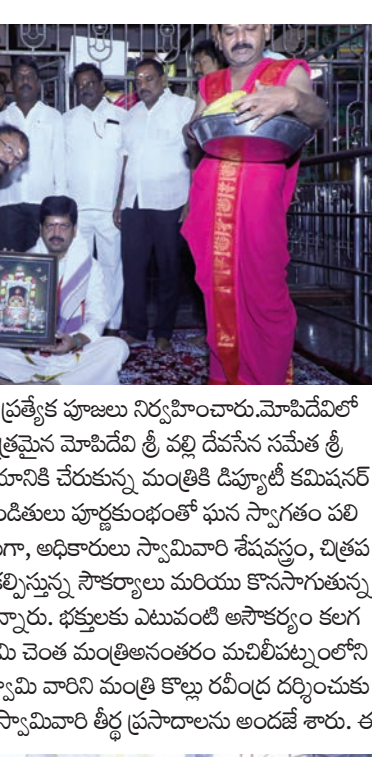 ప్రత్యేక పూజలు నిర్వహించారు.మోపిదేవిలో
త్రమైన మోపిదేవి శ్రీ వల్లి దేవసేన సమేత శ్రీ
యానికి చేరుకున్న మంత్రికి డిప్యూటీ కమిషనర్
ండితులు పూర్ణకుంభంతో ఘన స్వాగతం పలి
గా, అధికారులు స్వామివారి శేషవస్త్రం, చిత్రప
కల్పిస్తున్న సౌకర్యాలు మరియు కొనసాగుతున్న
న్నారు. భక్తులకు ఎటువంటి అసౌకర్యం కలగ
మి చెంత మంత్రిఅనంతరం మచిలీపట్నంలోని
్వామి వారిని మంత్రి కొల్లు రవీంద్ర దర్శించుకు
స్వామివారి తీర్థ ప్రసాదాలను అందజే శారు. ఈ